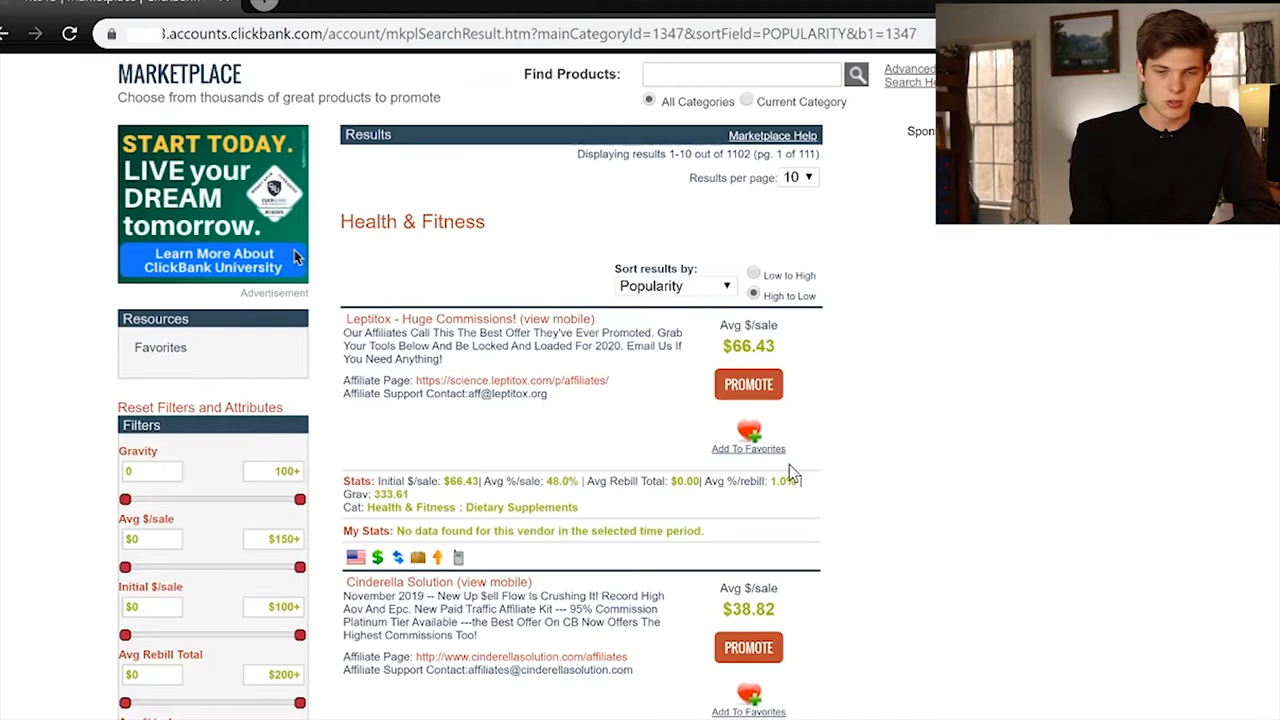 .accounts.clickbank.com/account/mkplSearchResult.htm?mainCategoryId=1347&sortField=POPULARITY&b1=1347
MARKETPLACE
Choose from thousands of great products to promote
Find Products:
Advanced
Search
All Categories
Current Category
START TODAY.
LIVE your
DREAM
tomorrow.
Learn More About
ClickBank University
Advertisement
Resources
Favorites
Reset Filters and Attributes
Filters
Gravity
0 100+
Avg $/sale
$0 $150+
Initial $/sale
$0 $100+
Avg Rebill Total
$0 $200+
Results Marketplace Help
Displaying results 1-10 out of 1102 (pg. 1 of 111)
Results per page: 10
Health & Fitness
Sort results by:
Popularity
Low to High
High to Low
Leptitox - Huge Commissions! (view mobile)
Our Affiliates Call This The Best Offer They've Ever Promoted. Grab
Your Tools Below And Be Locked And Loaded For 2020. Email Us If
You Need Anything!
Affiliate Page: https://science.leptitox.com/p/affiliates/
Affiliate Support Contact:aff@leptitox.org
Avg $/sale
$66.43
PROMOTE
Add To Favorites
Stats: Initial $/sale: $66.43| Avg %/sale: 48.0% | Avg Rebill Total: $0.00| Avg %/rebill: 1.0%|
Grav: 333.61
Cat: Health & Fitness : Dietary Supplements
My Stats: No data found for this vendor in the selected time period.
Cinderella Solution (view mobile)
November 2019 -- New Up $ell Flow Is Crushing It! Record High
Aov And Epc. New Paid Traffic Affiliate Kit --- 95% Commission
Platinum Tier Available ---the Best Offer On CB Now Offers The
Highest Commissions Too!
Affiliate Page: http://www.cinderellasolution.com/affiliates
Affiliate Support Contact:affiliates@cinderellasolution.com
Avg $/sale
$38.82
PROMOTE
Add To Favorites